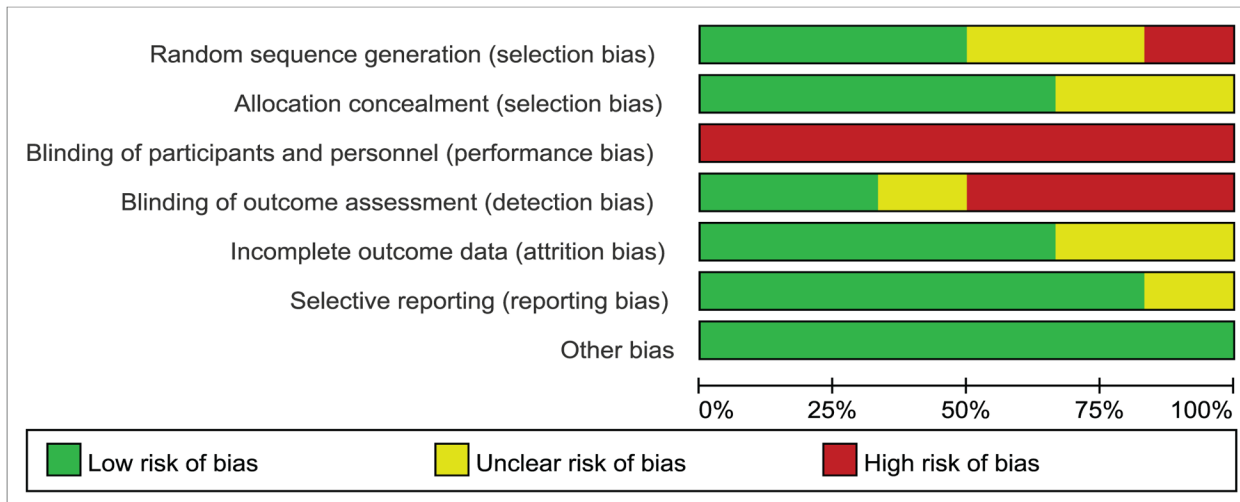 Random sequence generation (selection bias)
Allocation concealment (selection bias)
Blinding of participants and personnel (performance bias)
Blinding of outcome assessment (detection bias)
Incomplete outcome data (attrition bias)
Selective reporting (reporting bias)
Other bias
0% 25% 50% 75% 100%
Low risk of bias Unclear risk of bias High risk of bias